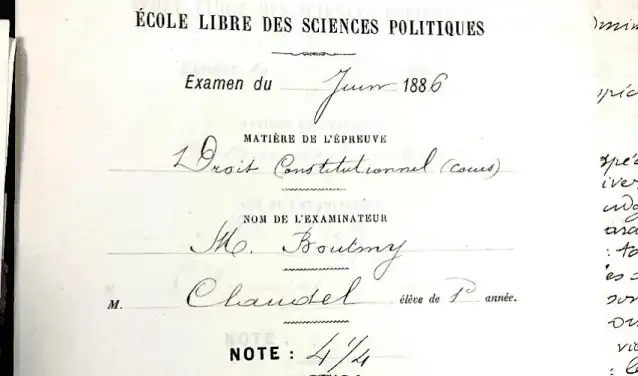 ÉCOLE LIBRE DES SCIENCES POLITIQUES
Examen du Juin 1886
MATIÈRE DE L'ÉPREUVE
Droit Constitutionnel (cours)
NOM DE L'EXAMINATEUR
M. Boutmy
M. Claudel élève de 1re année.
NOTE : 4 1/4